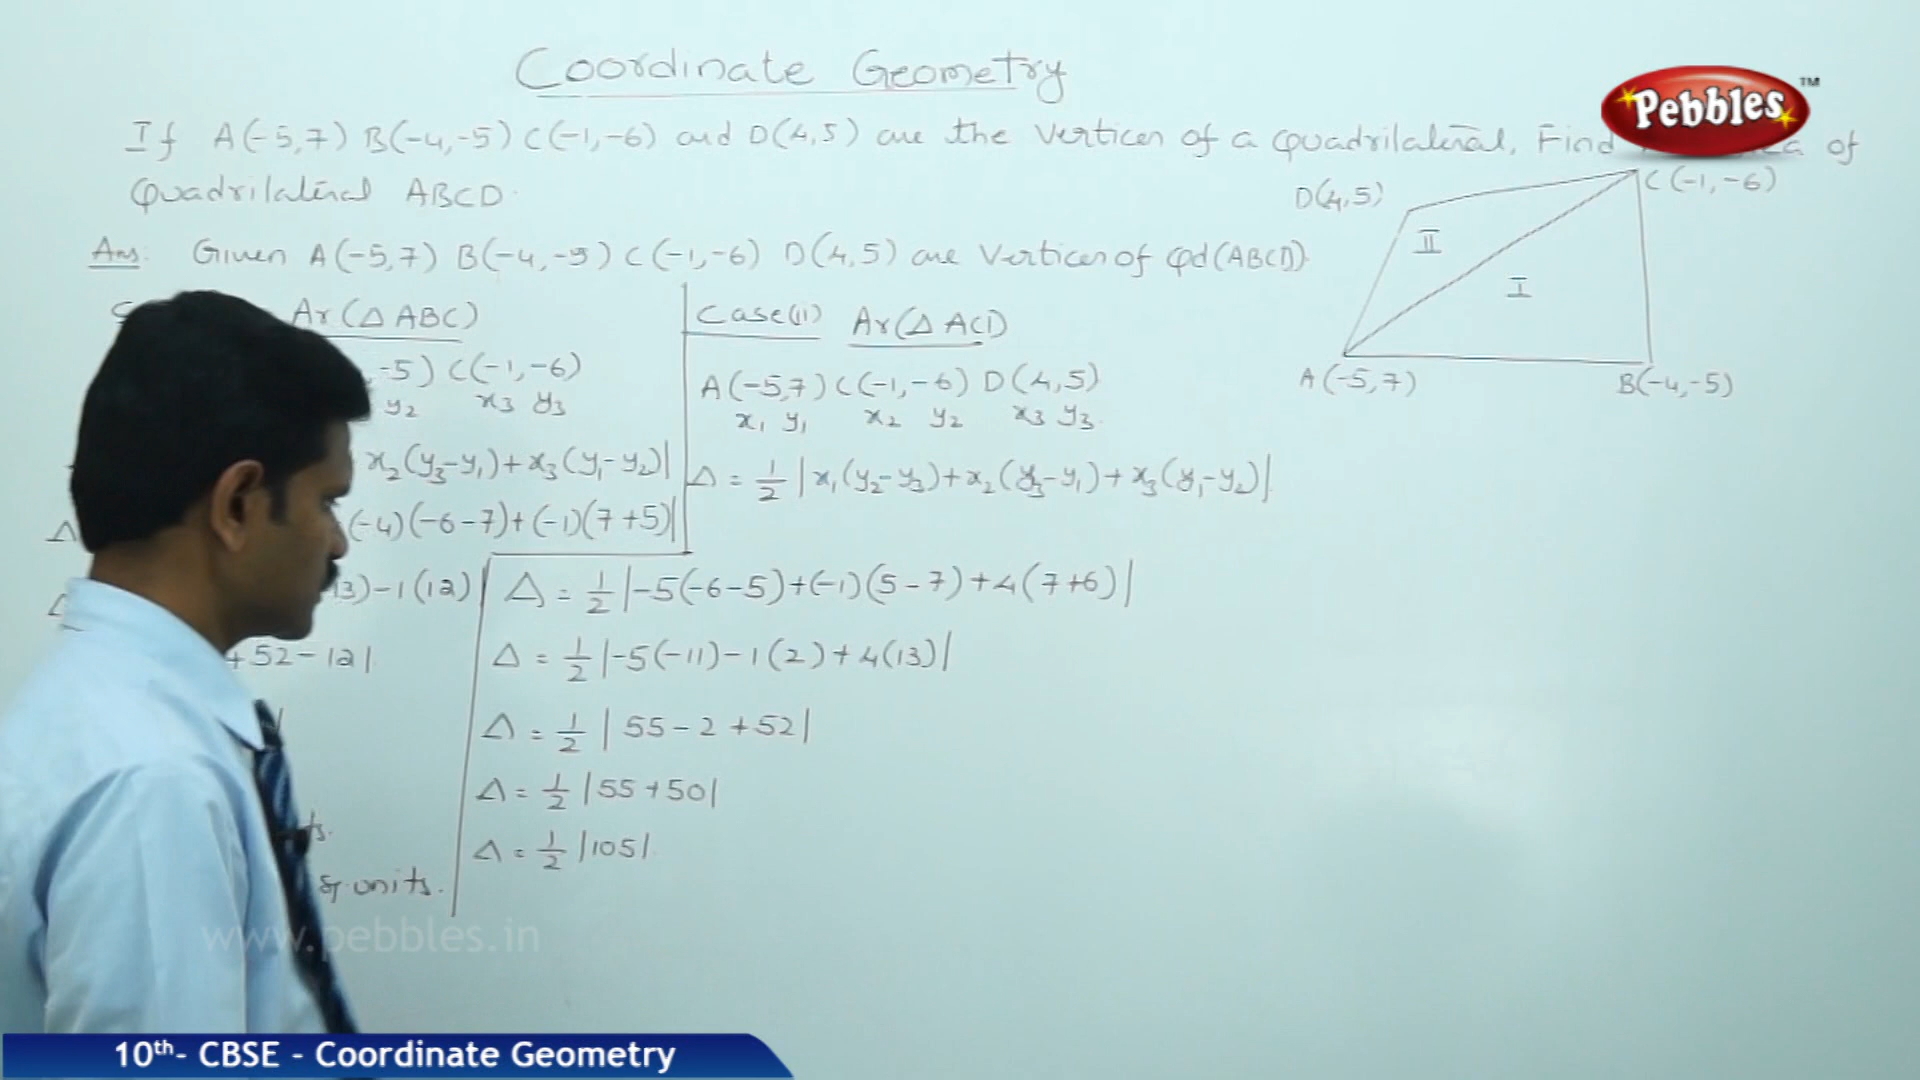 Coordinate Geometry
Pebbles™
If A(-5,7) B(-4,-5) C(-1,-6) and D(4,5) are the Vertices of a quadrilateral, Find of
Quadrilateral ABCD.
D(4,5)
C(-1,-6)
II
I
A(-5,7)
B(-4,-5)
Ans: Given A(-5,7) B(-4,-5) C(-1,-6) D(4,5) are Vertices of qd(ABCD).
Ar(△ABC)
-5) C(-1,-6)
y₂ x₃ y₃
x₂(y₃-y₁)+x₃(y₁-y₂)|
△ (-4)(-6-7)+(-1)(7+5)|
13)-1(12)|
+52-12|
&.units.
Case(ii) Ar(△ACD)
A(-5,7) C(-1,-6) D(4,5)
x₁ y₁ x₂ y₂ x₃ y₃.
△ = 1/2 |x₁(y₂-y₃)+x₂(y₃-y₁)+x₃(y₁-y₂)|.
△ = 1/2 |-5(-6-5)+(-1)(5-7)+4(7+6)|
△ = 1/2 |-5(-11)-1(2)+4(13)|
△ = 1/2 |55-2+52|
△ = 1/2 |55+50|
△ = 1/2 |105|.
www.pebbles.in
10th- CBSE - Coordinate Geometry